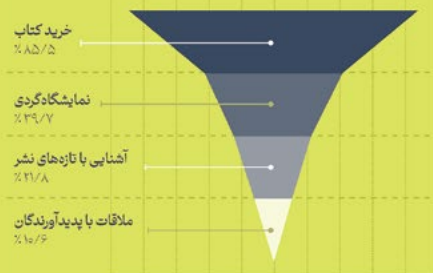 خرید کتاب
٪ ۸۵/۵
نمایشگاه‌گردی
٪ ۳۹/۷
آشنایی با تازه‌های نشر
٪ ۲۱/۸
ملاقات با پدیدآورندگان
٪ ۱۰/۶